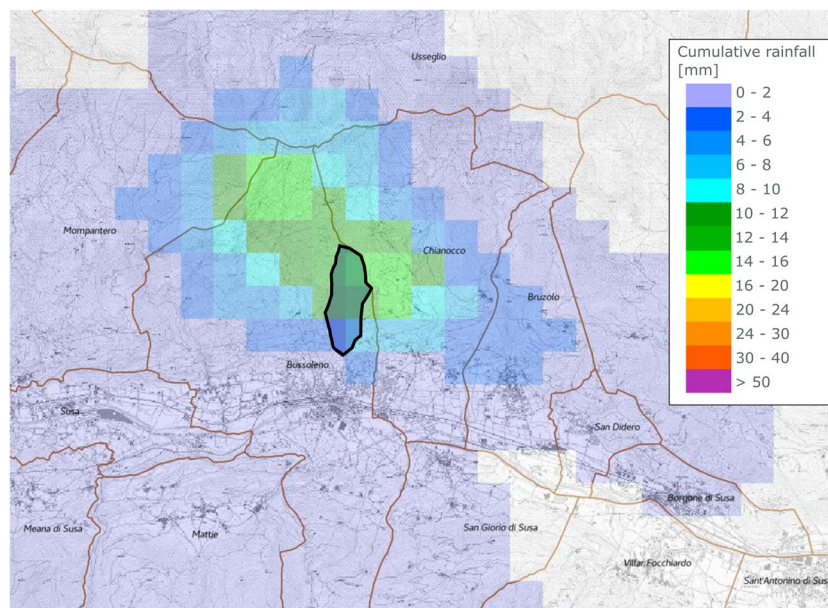 Usseglio
Cumulative rainfall
[mm]
0 - 2
2 - 4
4 - 6
6 - 8
8 - 10
10 - 12
12 - 14
14 - 16
16 - 20
20 - 24
24 - 30
30 - 40
> 50
Mompantero
Chianocco
Bruzolo
Bussoleno
Susa
San Didero
Borgone di Susa
Meana di Susa
Mattie
San Giorio di Susa
Villar Focchiardo
Sant'Antonino di Sus